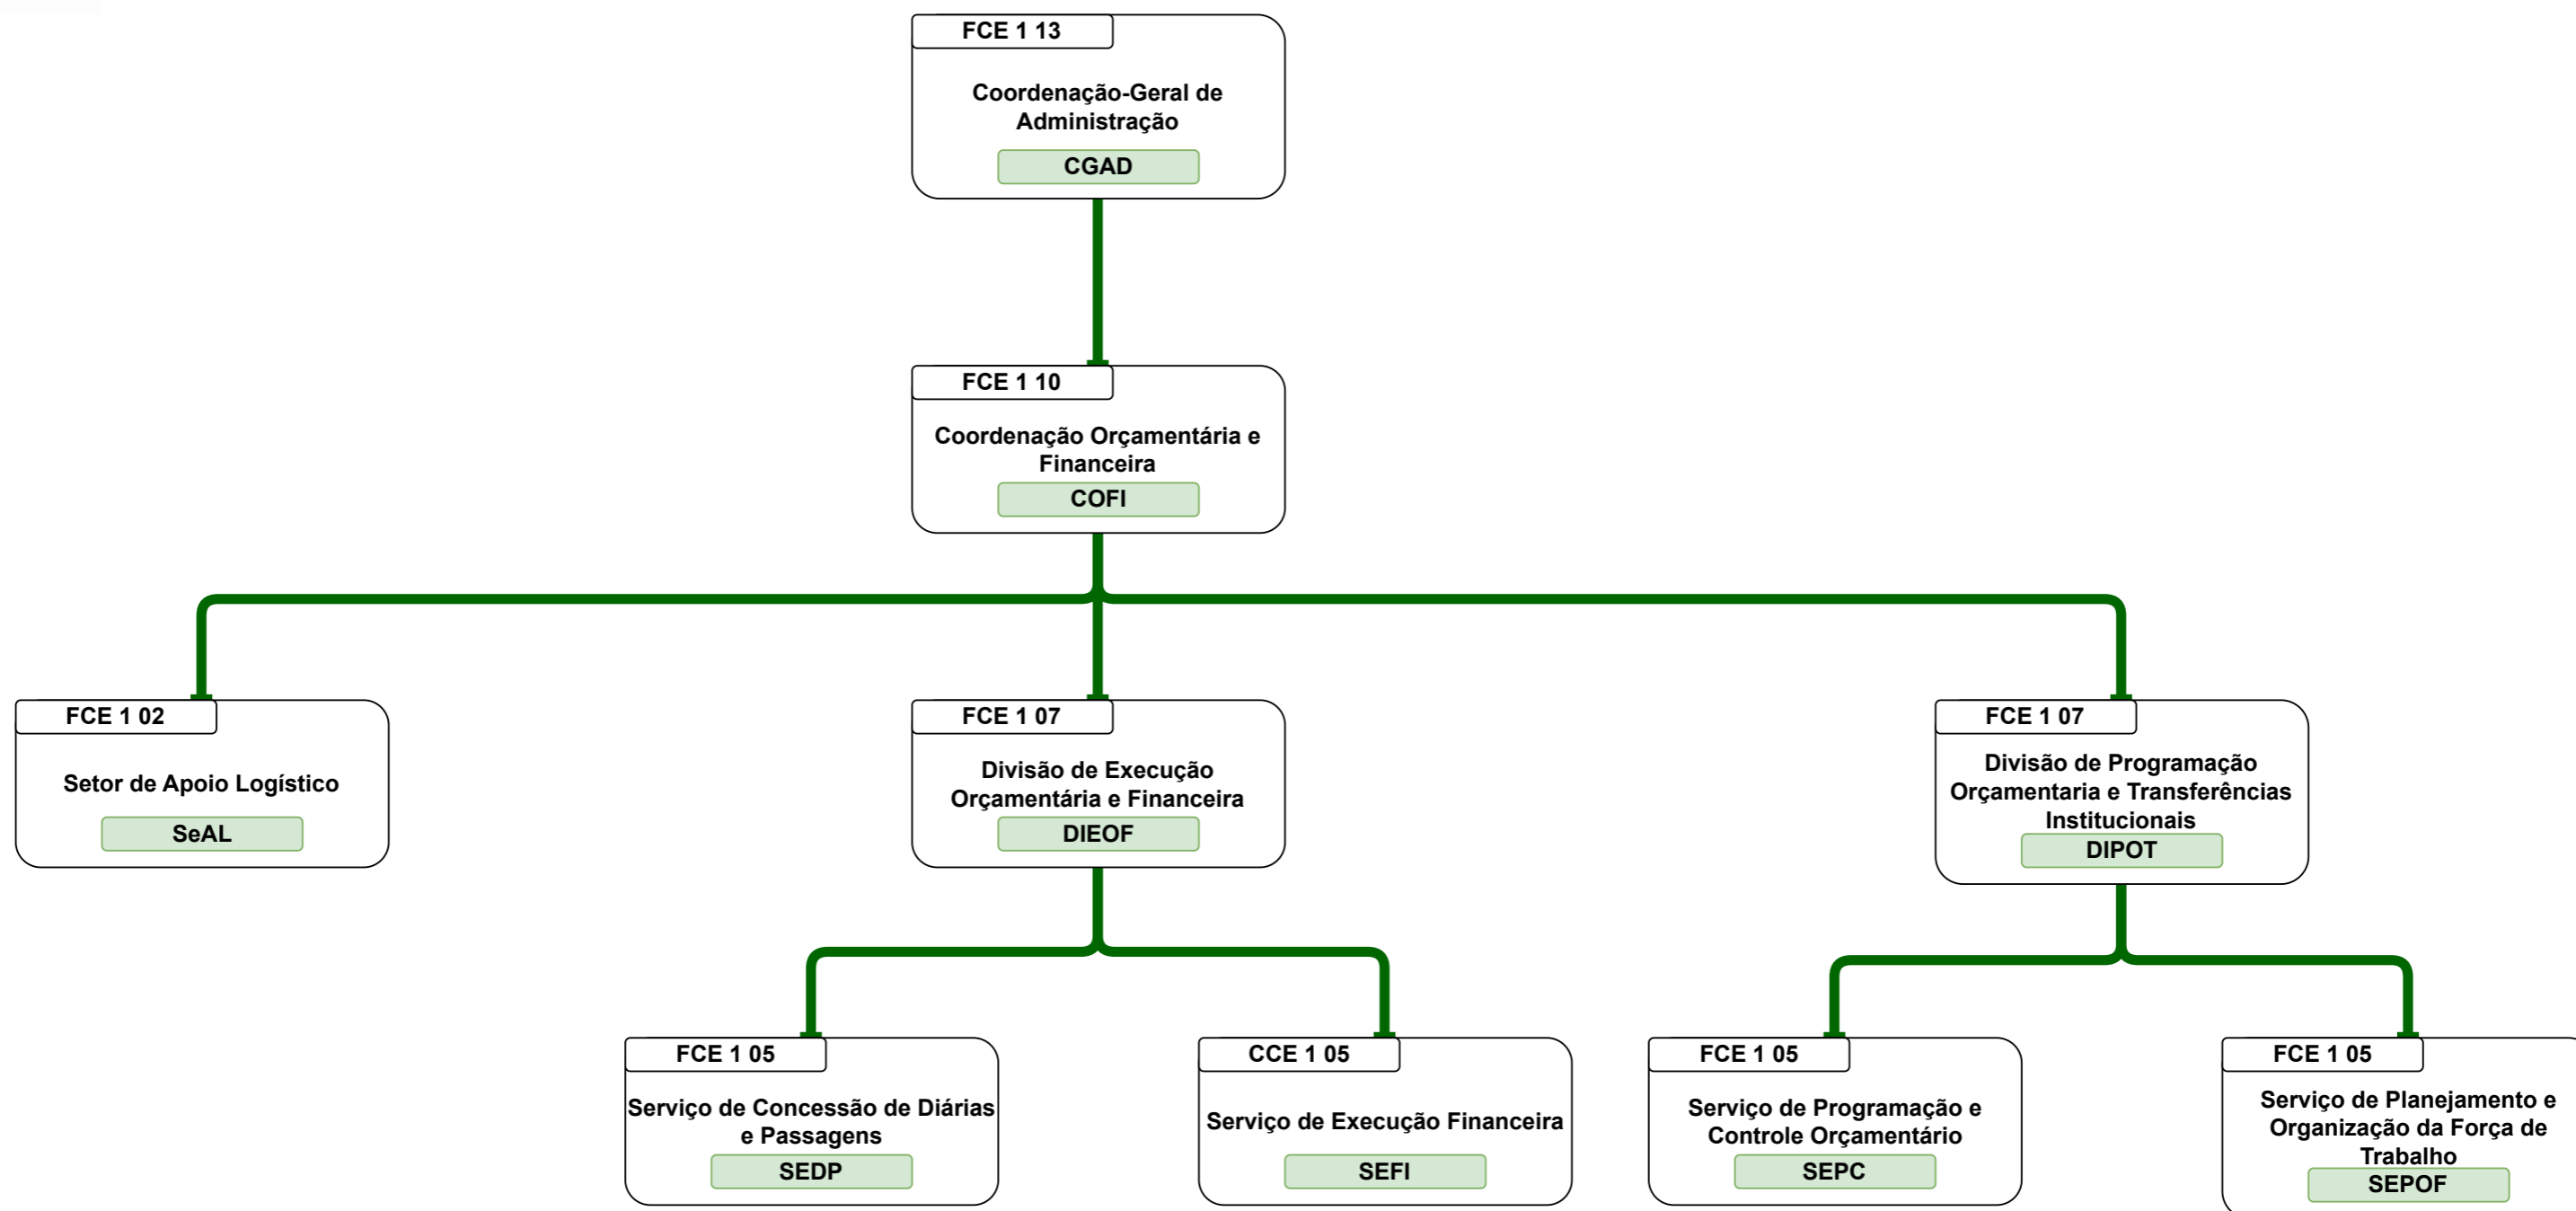 FCE 1 13
Coordenação-Geral de
Administração
CGAD
FCE 1 10
Coordenação Orçamentária e
Financeira
COFI
FCE 1 02
Setor de Apoio Logístico
SeAL
FCE 1 07
Divisão de Execução
Orçamentária e Financeira
DIEOF
FCE 1 07
Divisão de Programação
Orçamentaria e Transferências
Institucionais
DIPOT
FCE 1 05
Serviço de Concessão de Diárias
e Passagens
SEDP
CCE 1 05
Serviço de Execução Financeira
SEFI
FCE 1 05
Serviço de Programação e
Controle Orçamentário
SEPC
FCE 1 05
Serviço de Planejamento e
Organização da Força de
Trabalho
SEPOF